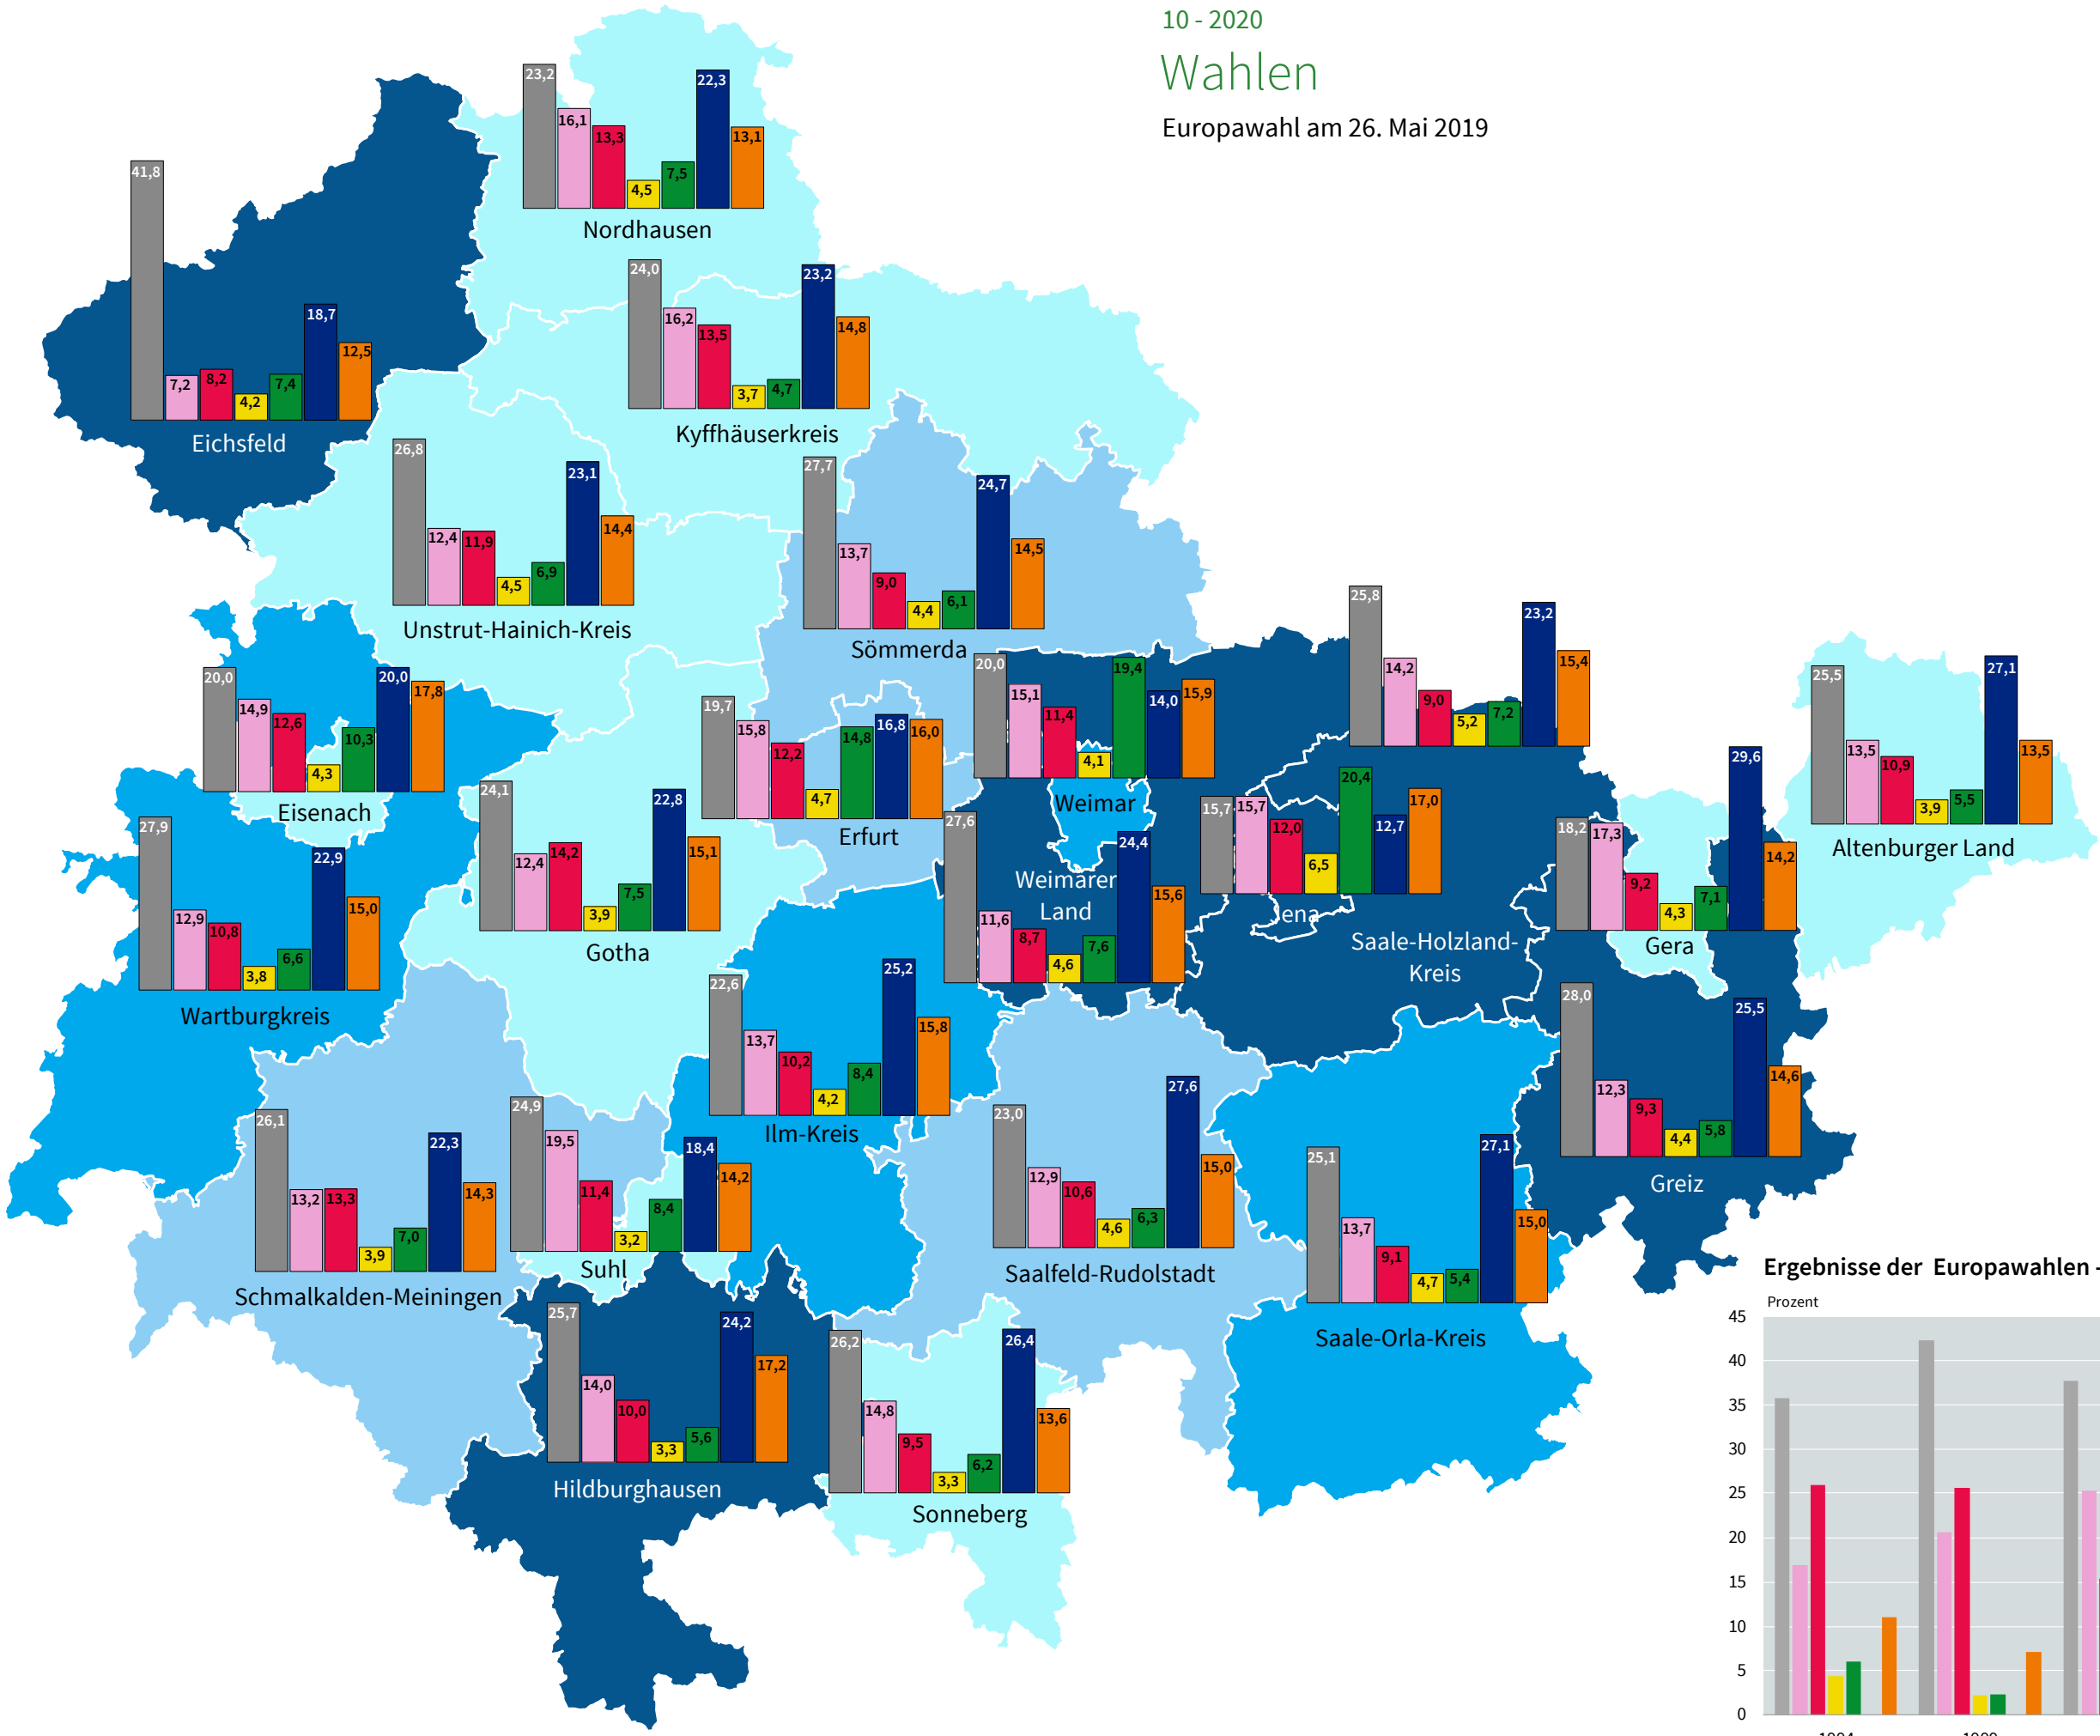 10 - 2020
Wahlen
Europawahl am 26. Mai 2019
23,2 16,1 13,3 4,5 7,5 22,3 13,1
Nordhausen
41,8 7,2 8,2 4,2 7,4 18,7 12,5
Eichsfeld
24,0 16,2 13,5 3,7 4,7 23,2 14,8
Kyffhäuserkreis
26,8 12,4 11,9 4,5 6,9 23,1 14,4
Unstrut-Hainich-Kreis
27,7 13,7 9,0 4,4 6,1 24,7 14,5
Sömmerda
20,0 14,9 12,6 4,3 10,3 20,0 17,8
Eisenach
19,7 15,8 12,2 4,7 14,8 16,8 16,0
Erfurt
20,0 15,1 11,4 4,1 19,4 14,0 15,9
Weimar
25,8 14,2 9,0 5,2 7,2 23,2 15,4
Saale-Holzland-
Kreis
25,5 13,5 10,9 3,9 5,5 27,1 13,5
Altenburger Land
27,9 12,9 10,8 3,8 6,6 22,9 15,0
Wartburgkreis
24,1 12,4 14,2 3,9 7,5 22,8 15,1
Gotha
27,6 11,6 8,7 4,6 7,6 24,4 15,6
Weimarer
Land
15,7 15,7 12,0 6,5 20,4 12,7 17,0
Jena
18,2 17,3 9,2 4,3 7,1 29,6 14,2
Gera
22,6 13,7 10,2 4,2 8,4 25,2 15,8
Ilm-Kreis
28,0 12,3 9,3 4,4 5,8 25,5 14,6
Greiz
26,1 13,2 13,3 3,9 7,0 22,3 14,3
Schmalkalden-Meiningen
24,9 19,5 11,4 3,2 8,4 18,4 14,2
Suhl
23,0 12,9 10,6 4,6 6,3 27,6 15,0
Saalfeld-Rudolstadt
25,1 13,7 9,1 4,7 5,4 27,1 15,0
Saale-Orla-Kreis
25,7 14,0 10,0 3,3 5,6 24,2 17,2
Hildburghausen
26,2 14,8 9,5 3,3 6,2 26,4 13,6
Sonneberg
Ergebnisse der Europawahlen -
Prozent
45
40
35
30
25
20
15
10
5
0